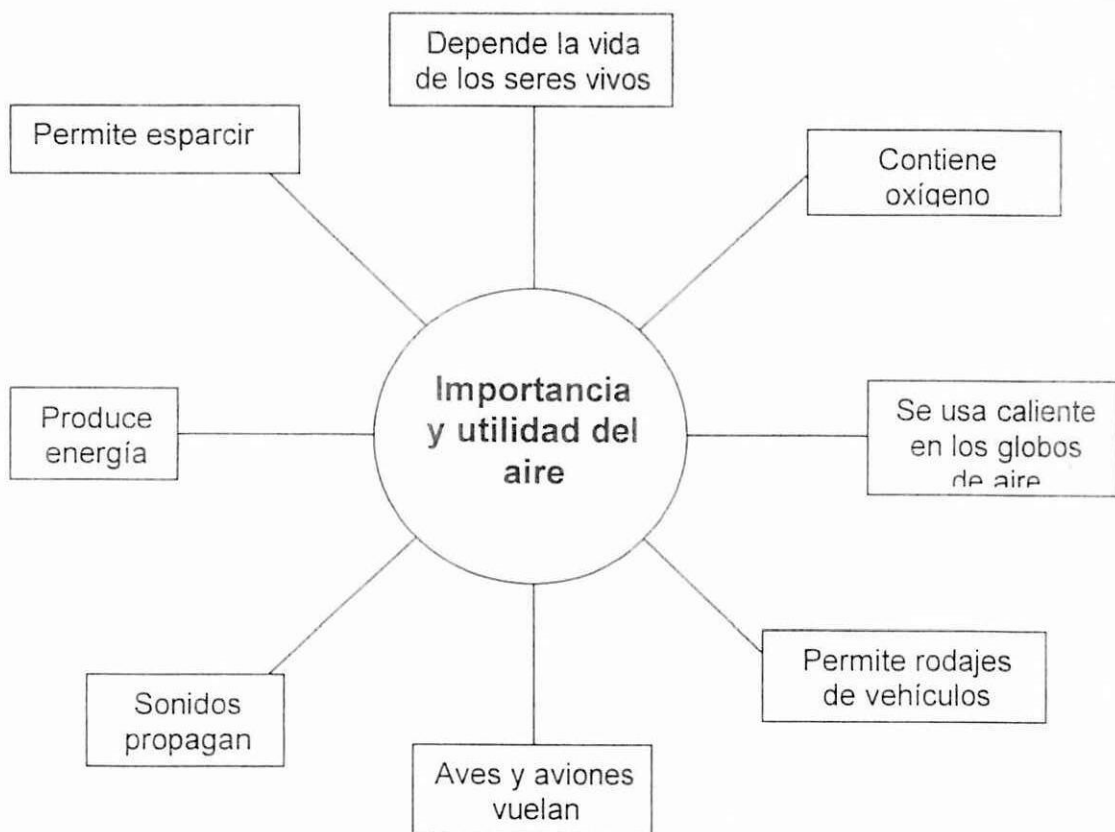 Depende la vida
de los seres vivos
Permite esparcir
Contiene
oxígeno
Importancia
y utilidad del
aire
Produce
energía
Se usa caliente
en los globos
de aire
Permite rodajes
de vehículos
Sonidos
propagan
Aves y aviones
vuelan